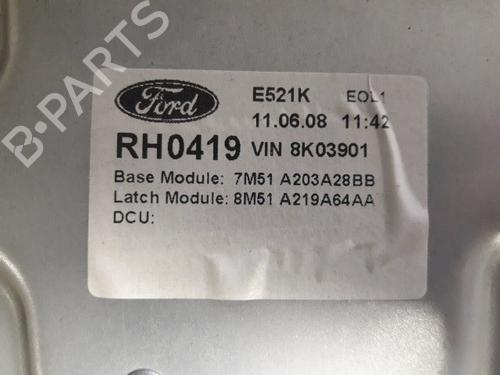 B-PARTS
Ford
E521K EOL1
11.06.08 11:42
RH0419 VIN 8K03901
Base Module: 7M51 A203A28BB
Latch Module: 8M51 A219A64AA
DCU: